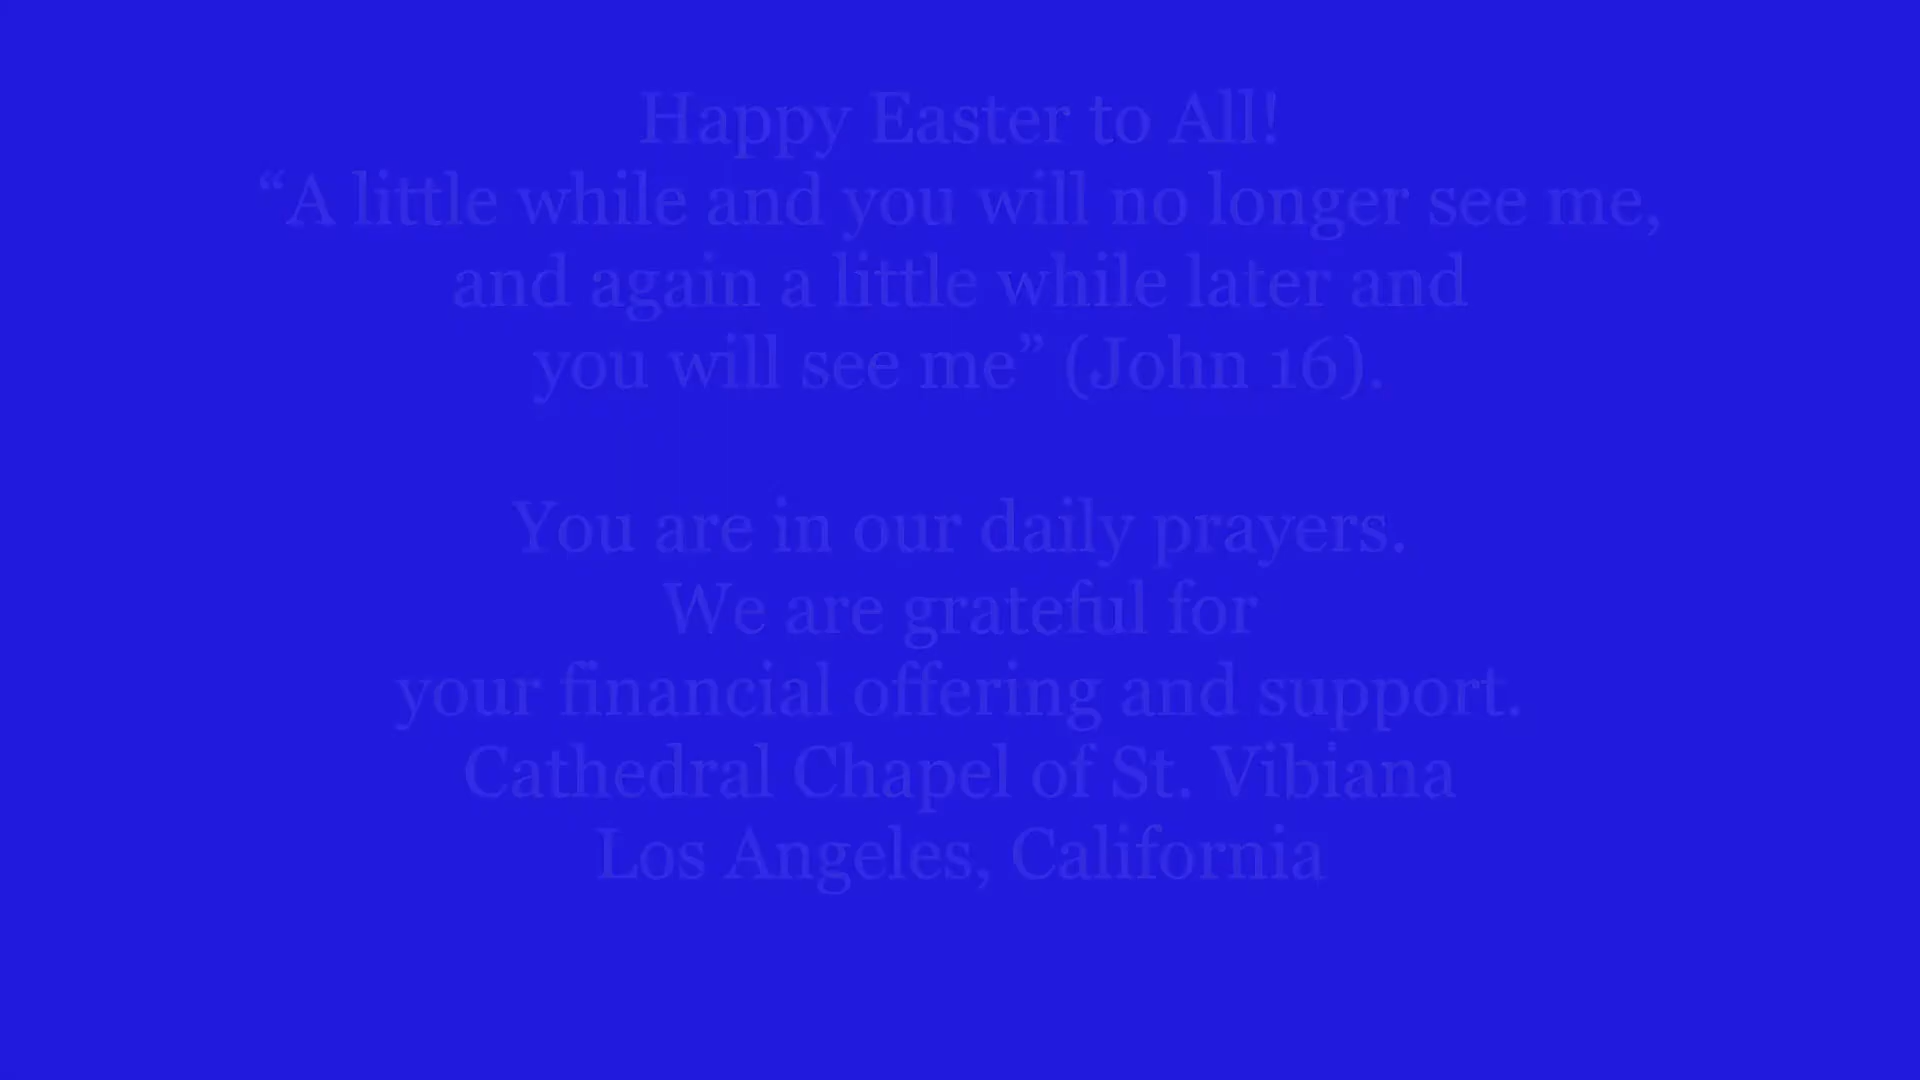 Happy Easter to All!
“A little while and you will no longer see me,
and again a little while later and
you will see me” (John 16).
You are in our daily prayers.
We are grateful for
your financial offering and support.
Cathedral Chapel of St. Vibiana
Los Angeles, California